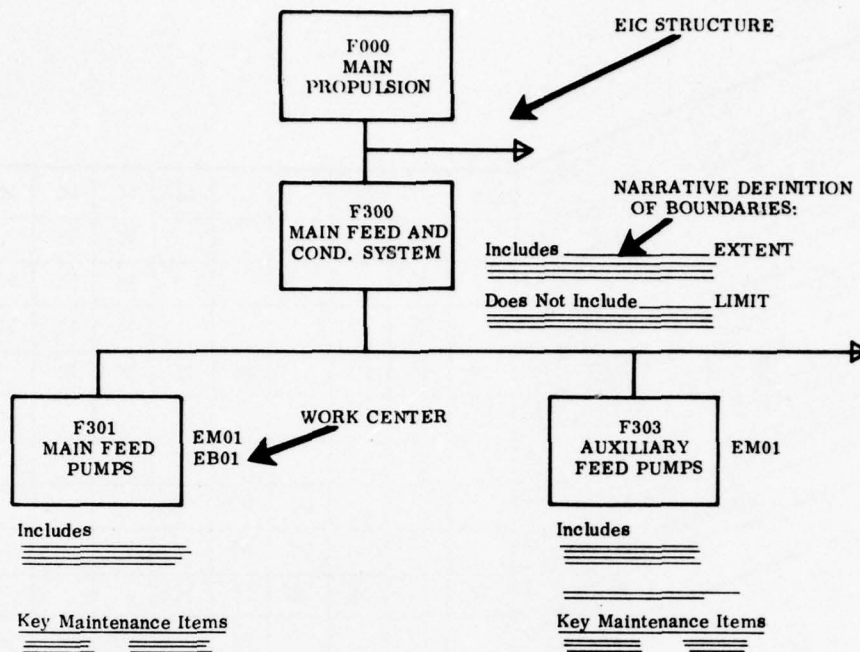 F000
MAIN
PROPULSION
EIC STRUCTURE
F300
MAIN FEED AND
COND. SYSTEM
NARRATIVE DEFINITION
OF BOUNDARIES:
Includes EXTENT
Does Not Include LIMIT
F301
MAIN FEED
PUMPS
EM01
EB01
WORK CENTER
F303
AUXILIARY
FEED PUMPS
EM01
Includes
Includes
Key Maintenance Items
Key Maintenance Items